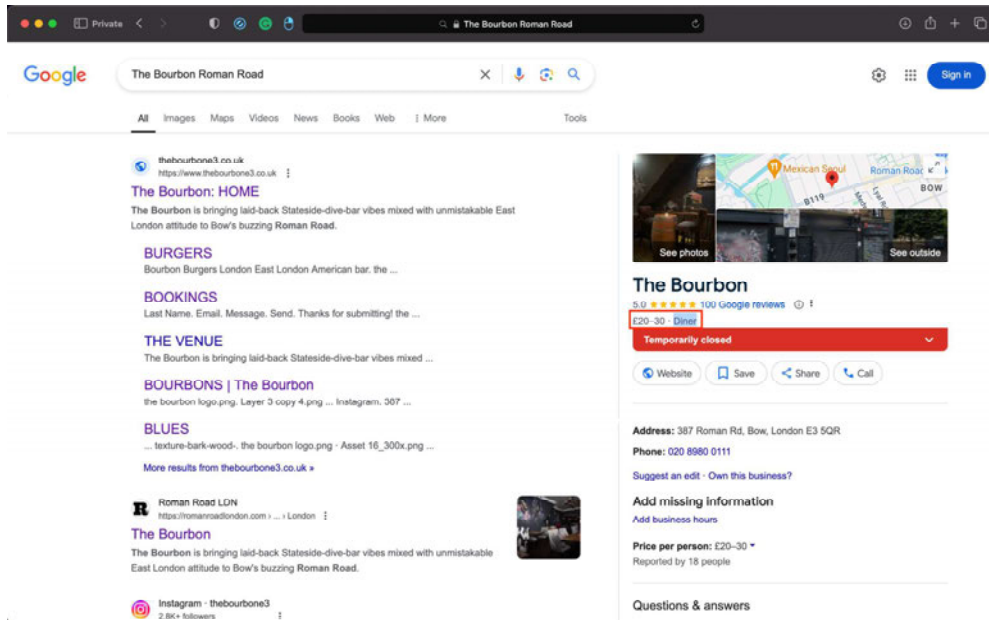 Private
The Bourbon Roman Road
Google
The Bourbon Roman Road
Sign in
All Images Maps Videos News Books Web More Tools
thebourbone3.co.uk
https://www.thebourbone3.co.uk
The Bourbon: HOME
The Bourbon is bringing laid-back Stateside-dive-bar vibes mixed with unmistakable East
London attitude to Bow's buzzing Roman Road.
BURGERS
Bourbon Burgers London East London American bar. the ...
BOOKINGS
Last Name. Email. Message. Send. Thanks for submitting! the ...
THE VENUE
The Bourbon is bringing laid-back Stateside-dive-bar vibes mixed ...
BOURBONS | The Bourbon
the bourbon logo.png. Layer 3 copy 4.png ... Instagram. 387 ...
BLUES
... texture-bark-wood-. the bourbon logo.png · Asset 16_300x.png ...
More results from thebourbone3.co.uk »
R
Roman Road LDN
https://romanroadlondon.com › ... › London
The Bourbon
The Bourbon is bringing laid-back Stateside-dive-bar vibes mixed with unmistakable
East London attitude to Bow's buzzing Roman Road.
Instagram · thebourbone3
2.8K+ followers
Mexican Seoul
Roman Road
BOW
B119
See photos
See outside
The Bourbon
5.0 ★★★★★ 100 Google reviews
£20–30 · Diner
Temporarily closed
Website Save Share Call
Address: 387 Roman Rd, Bow, London E3 5QR
Phone: 020 8980 0111
Suggest an edit · Own this business?
Add missing information
Add business hours
Price per person: £20–30
Reported by 18 people
Questions & answers